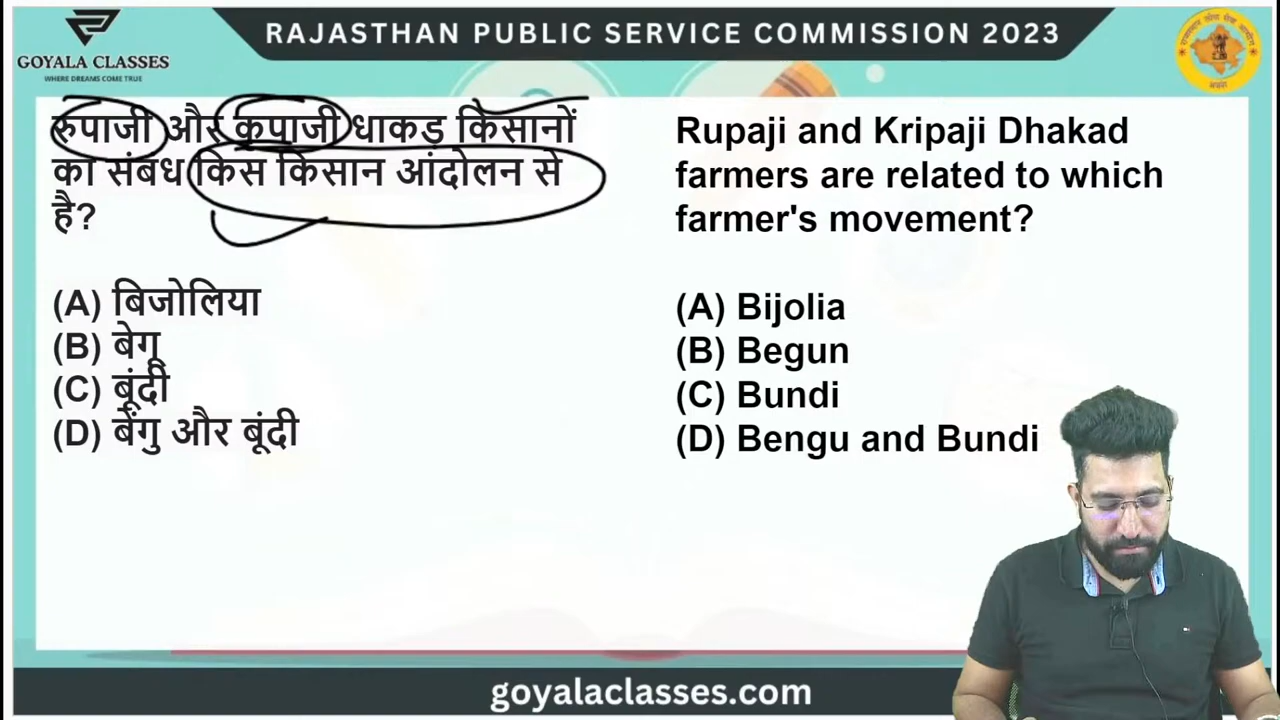 GOYALA CLASSES
WHERE DREAMS COME TRUE
RAJASTHAN PUBLIC SERVICE COMMISSION 2023
रुपाजी और कृपाजी धाकड़ किसानों
का संबध किस किसान आंदोलन से
है?
(A) बिजोलिया
(B) बेगू
(C) बूंदी
(D) बेंगु और बूंदी
Rupaji and Kripaji Dhakad
farmers are related to which
farmer's movement?
(A) Bijolia
(B) Begun
(C) Bundi
(D) Bengu and Bundi
goyalaclasses.com